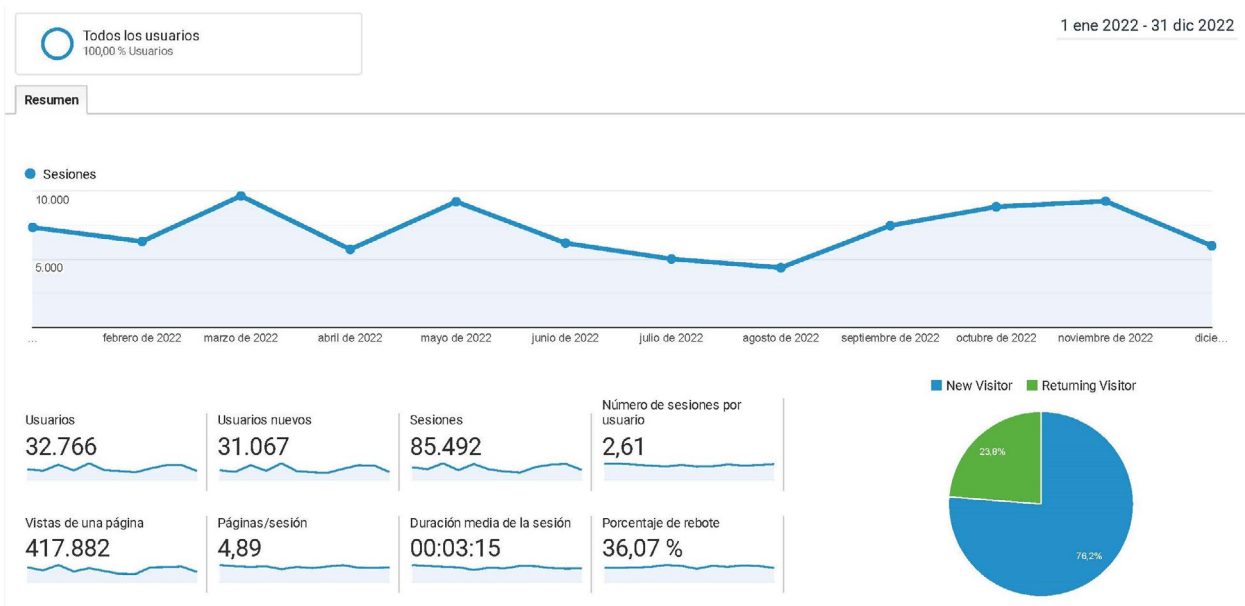 Todos los usuarios
100,00 % Usuarios
1 ene 2022 - 31 dic 2022
Resumen
Sesiones
10.000
5.000
...
febrero de 2022
marzo de 2022
abril de 2022
mayo de 2022
junio de 2022
julio de 2022
agosto de 2022
septiembre de 2022
octubre de 2022
noviembre de 2022
dicie...
New Visitor
Returning Visitor
Usuarios
32.766
Usuarios nuevos
31.067
Sesiones
85.492
Número de sesiones por
usuario
2,61
Vistas de una página
417.882
Páginas/sesión
4,89
Duración media de la sesión
00:03:15
Porcentaje de rebote
36,07 %
23,8%
76,2%